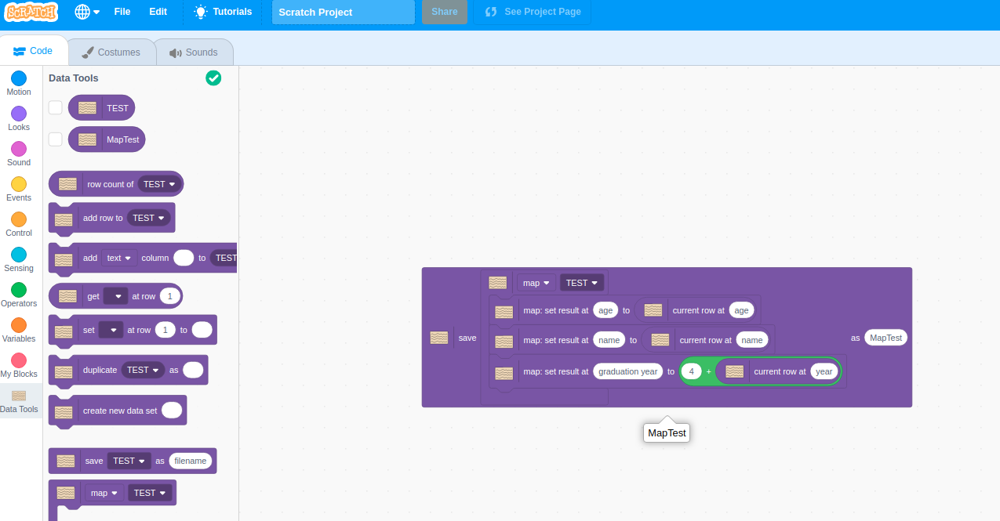 SCRATCH File Edit Tutorials Scratch Project Share See Project Page
Code Costumes Sounds
Motion
Looks
Sound
Events
Control
Sensing
Operators
Variables
My Blocks
Data Tools
Data Tools
TEST
MapTest
row count of TEST
add row to TEST
add text column to TEST
get at row 1
set at row 1 to
duplicate TEST as
create new data set
save TEST as filename
map TEST
save map TEST
map: set result at age to current row at age
map: set result at name to current row at name
map: set result at graduation year to 4 + current row at year
as MapTest
MapTest